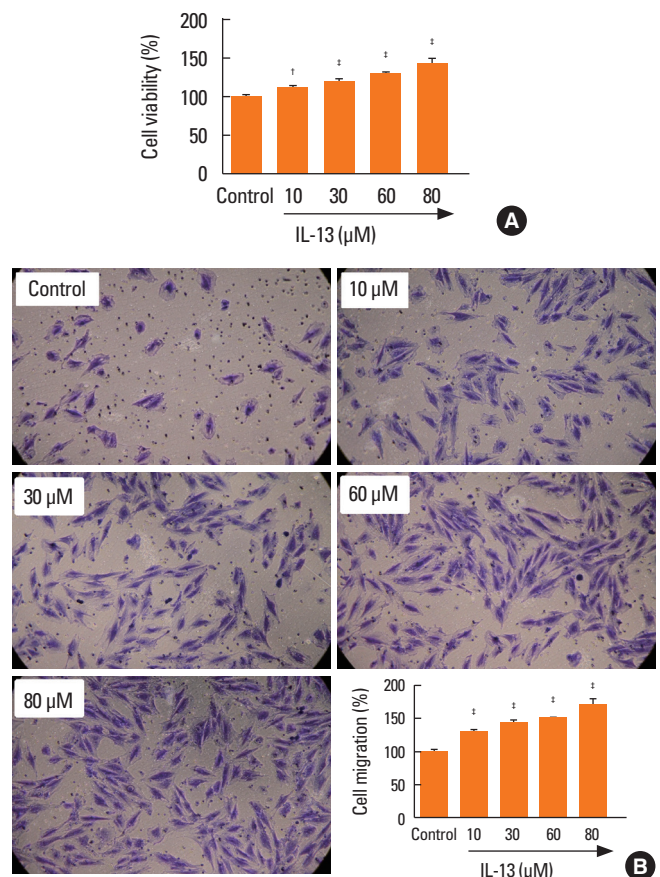 200
150
100
50
0
Cell viability (%)
†
‡
‡
‡
Control 10 30 60 80
IL-13 (µM)
A
Control
10 µM
30 µM
60 µM
80 µM
200
150
100
50
0
Cell migration (%)
‡
‡
‡
‡
Control 10 30 60 80
IL-13 (µM)
B